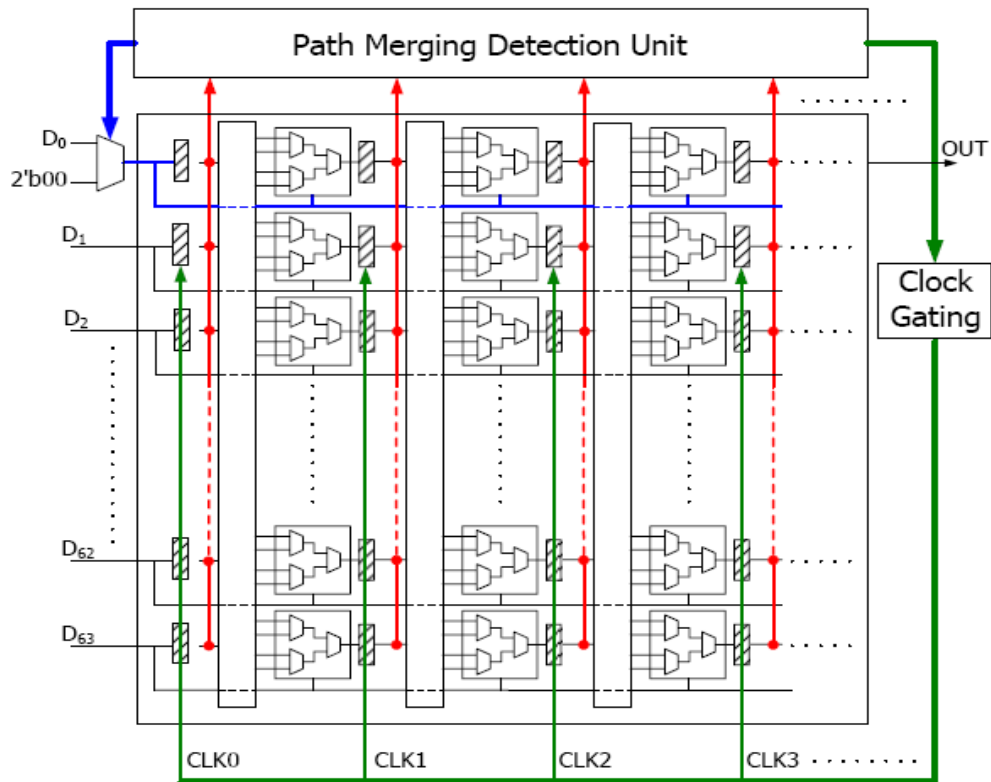 Path Merging Detection Unit
D₀
2'b00
OUT
D₁
D₂
Clock
Gating
D₆₂
D₆₃
CLK0
CLK1
CLK2
CLK3